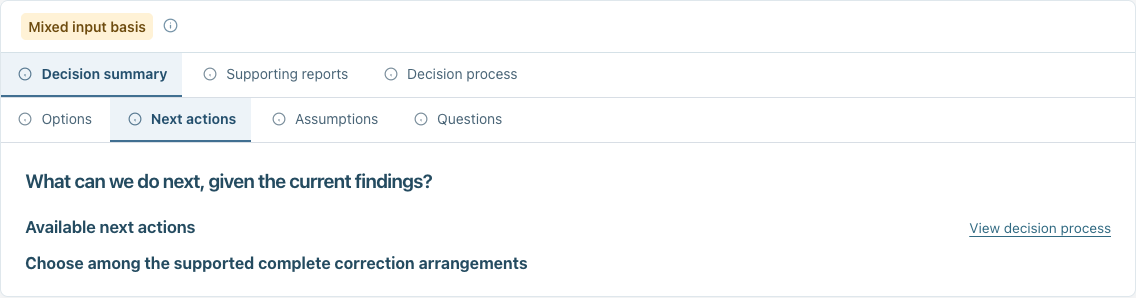 Mixed input basis
Decision summary Supporting reports Decision process
Options Next actions Assumptions Questions
What can we do next, given the current findings?
Available next actions View decision process
Choose among the supported complete correction arrangements